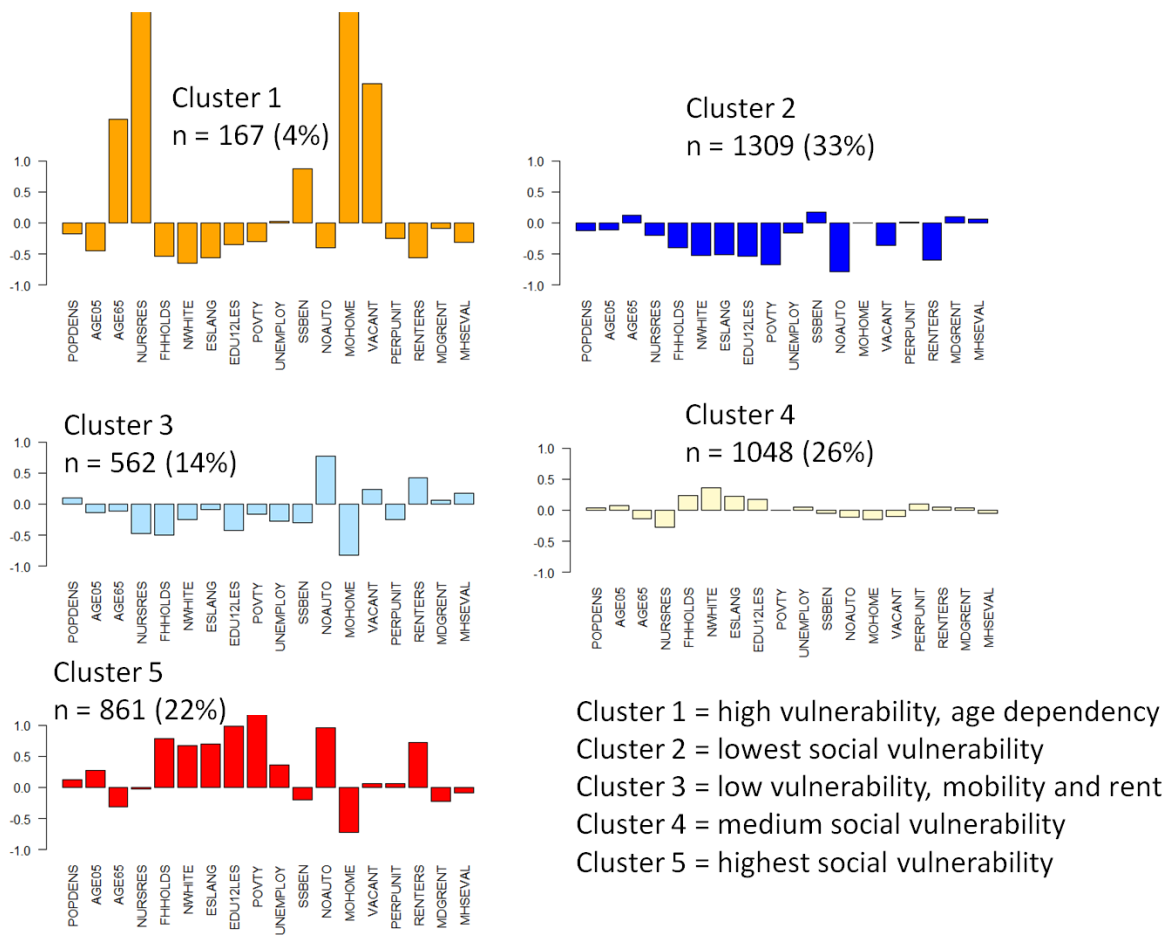 Cluster 1
n = 167 (4%)
1.0
0.5
0.0
-0.5
-1.0
POPDENS
AGE05
AGE65
NURSRES
FHHOLDS
NWHITE
ESLANG
EDU12LES
POVTY
UNEMPLOY
SSBEN
NOAUTO
MOHOME
VACANT
PERPUNIT
RENTERS
MDGRENT
MHSEVAL
Cluster 2
n = 1309 (33%)
1.0
0.5
0.0
-0.5
-1.0
POPDENS
AGE05
AGE65
NURSRES
FHHOLDS
NWHITE
ESLANG
EDU12LES
POVTY
UNEMPLOY
SSBEN
NOAUTO
MOHOME
VACANT
PERPUNIT
RENTERS
MDGRENT
MHSEVAL
Cluster 3
n = 562 (14%)
1.0
0.5
0.0
-0.5
-1.0
POPDENS
AGE05
AGE65
NURSRES
FHHOLDS
NWHITE
ESLANG
EDU12LES
POVTY
UNEMPLOY
SSBEN
NOAUTO
MOHOME
VACANT
PERPUNIT
RENTERS
MDGRENT
MHSEVAL
Cluster 4
n = 1048 (26%)
1.0
0.5
0.0
-0.5
-1.0
POPDENS
AGE05
AGE65
NURSRES
FHHOLDS
NWHITE
ESLANG
EDU12LES
POVTY
UNEMPLOY
SSBEN
NOAUTO
MOHOME
VACANT
PERPUNIT
RENTERS
MDGRENT
MHSEVAL
Cluster 5
n = 861 (22%)
1.0
0.5
0.0
-0.5
-1.0
POPDENS
AGE05
AGE65
NURSRES
FHHOLDS
NWHITE
ESLANG
EDU12LES
POVTY
UNEMPLOY
SSBEN
NOAUTO
MOHOME
VACANT
PERPUNIT
RENTERS
MDGRENT
MHSEVAL
Cluster 1 = high vulnerability, age dependency
Cluster 2 = lowest social vulnerability
Cluster 3 = low vulnerability, mobility and rent
Cluster 4 = medium social vulnerability
Cluster 5 = highest social vulnerability